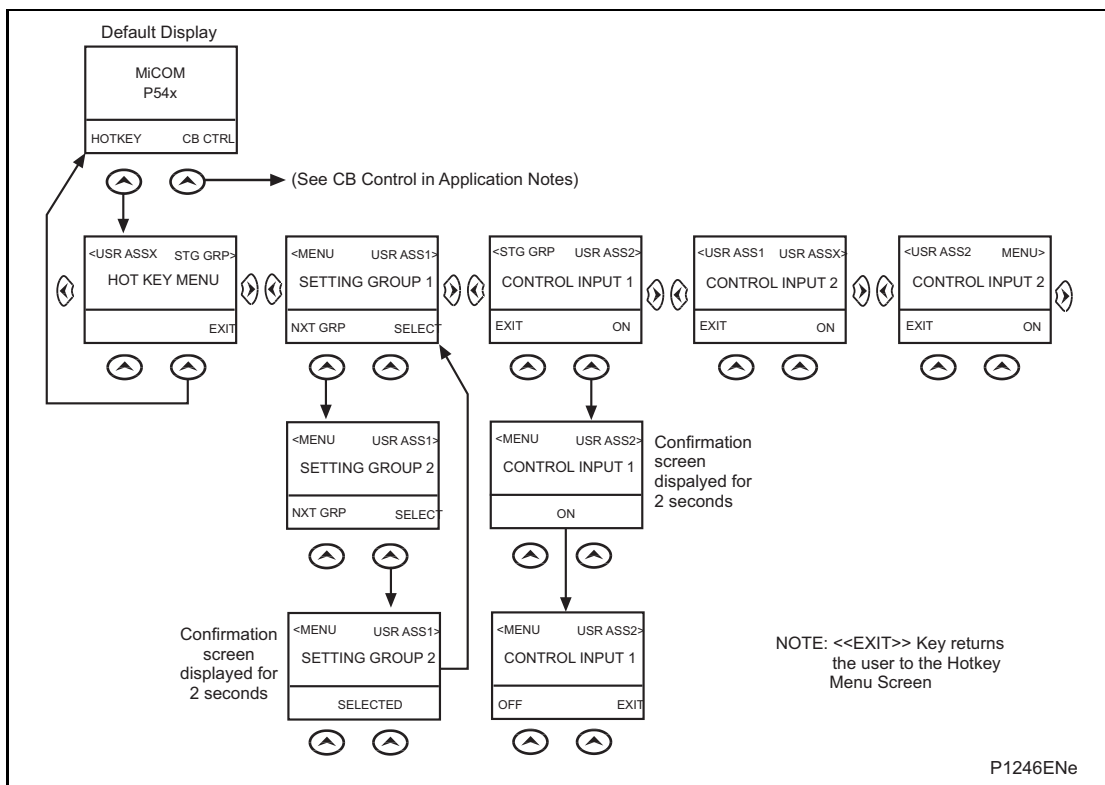 Default Display
MiCOM
P54x
HOTKEY CB CTRL
(See CB Control in Application Notes)
<USR ASSX STG GRP>
HOT KEY MENU
EXIT
<MENU USR ASS1>
SETTING GROUP 1
NXT GRP SELECT
<STG GRP USR ASS2>
CONTROL INPUT 1
EXIT ON
<USR ASS1 USR ASSX>
CONTROL INPUT 2
EXIT ON
<USR ASS2 MENU>
CONTROL INPUT 2
EXIT ON
<MENU USR ASS1>
SETTING GROUP 2
NXT GRP SELECT
<MENU USR ASS2>
CONTROL INPUT 1
ON
Confirmation
screen
dispalyed for
2 seconds
Confirmation
screen
displayed for
2 seconds
<MENU USR ASS1>
SETTING GROUP 2
SELECTED
<MENU USR ASS2>
CONTROL INPUT 1
OFF EXIT
NOTE: <<EXIT>> Key returns
the user to the Hotkey
Menu Screen
P1246ENe